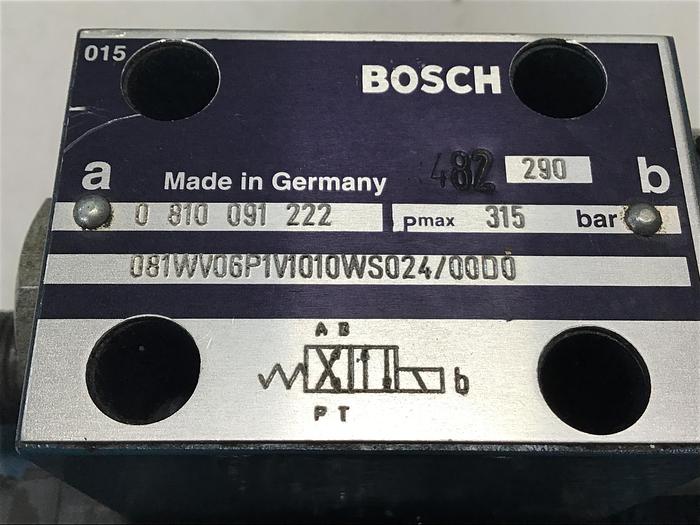 015
BOSCH
482 290
a Made in Germany b
0 810 091 222 Pmax 315 bar
081WV06P1V1010WS024/00D0
A B
b
P T